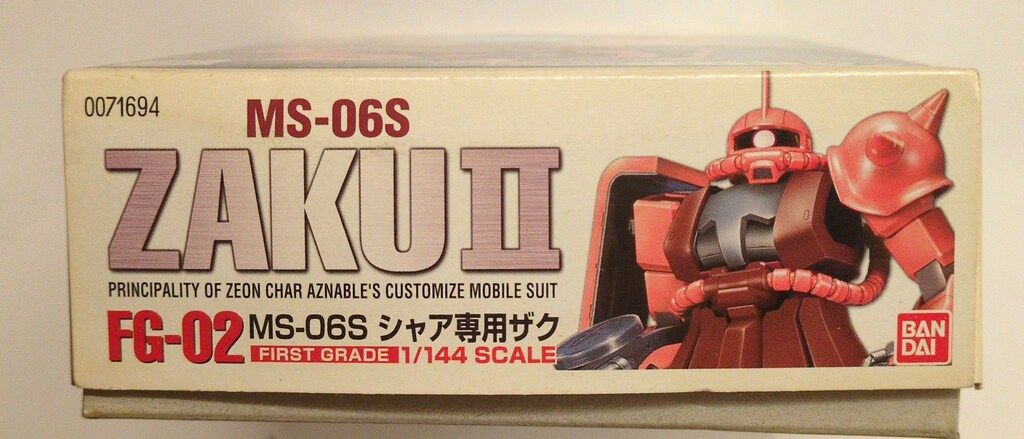 0071694
MS-06S
ZAKU II
PRINCIPALITY OF ZEON CHAR AZNABLE'S CUSTOMIZE MOBILE SUIT
FG-02 MS-06S シャア専用ザク
FIRST GRADE 1/144 SCALE
BAN
DAI